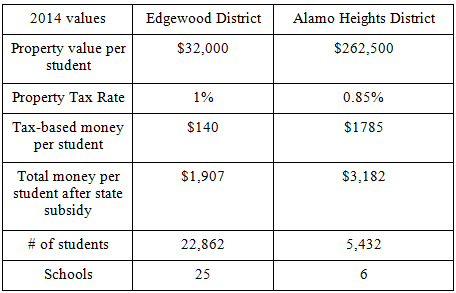 2014 values Edgewood District Alamo Heights District
Property value per student $32,000 $262,500
Property Tax Rate 1% 0.85%
Tax-based money per student $140 $1785
Total money per student after state subsidy $1,907 $3,182
# of students 22,862 5,432
Schools 25 6